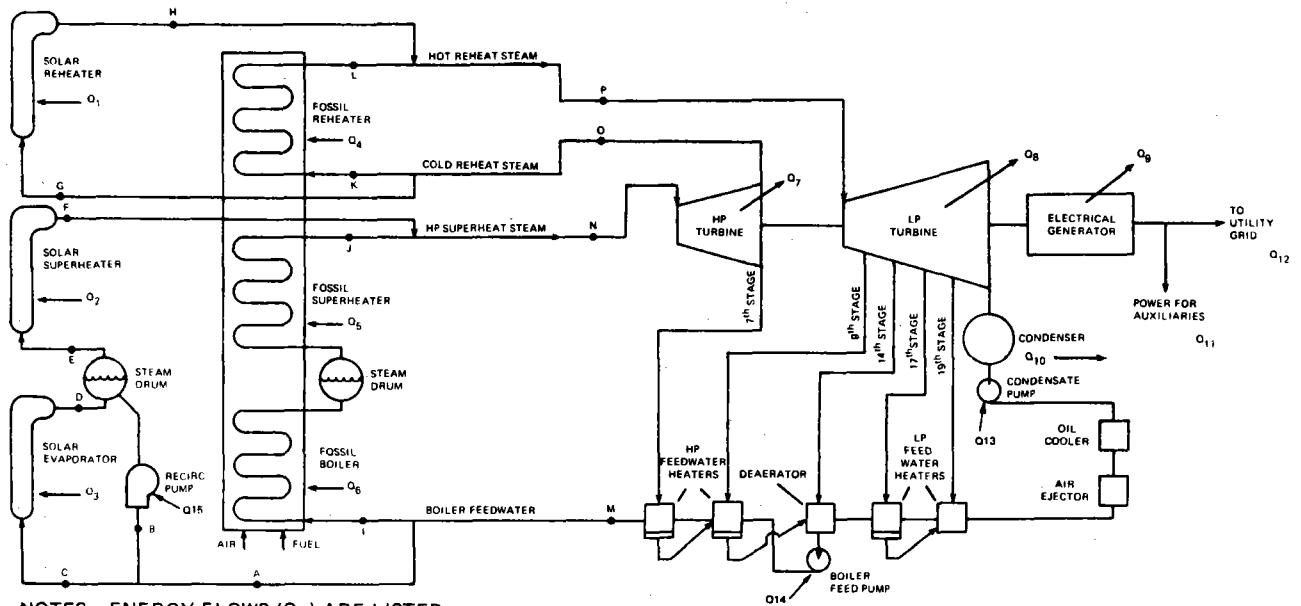 H
SOLAR
REHEATER
Q1
L
HOT REHEAT STEAM
P
FOSSIL
REHEATER
Q4
O
COLD REHEAT STEAM
K
G
F
Q7
Q8
Q9
HP
TURBINE
LP
TURBINE
ELECTRICAL
GENERATOR
TO
UTILITY
GRID
Q12
HP SUPERHEAT STEAM
N
J
SOLAR
SUPERHEATER
Q2
FOSSIL
SUPERHEATER
Q5
7th STAGE
9th STAGE
14th STAGE
17th STAGE
19th STAGE
POWER FOR
AUXILIARIES
Q11
CONDENSER
Q10
CONDENSATE
PUMP
Q13
E
STEAM
DRUM
STEAM
DRUM
D
SOLAR
EVAPORATOR
Q3
RECIRC
PUMP
Q15
B
FOSSIL
BOILER
Q6
HP
FEEDWATER
HEATERS
DEAERATOR
LP FEED
WATER
HEATERS
OIL
COOLER
AIR
EJECTOR
BOILER FEEDWATER
M
I
AIR
FUEL
C
A
BOILER
FEED PUMP
Q14